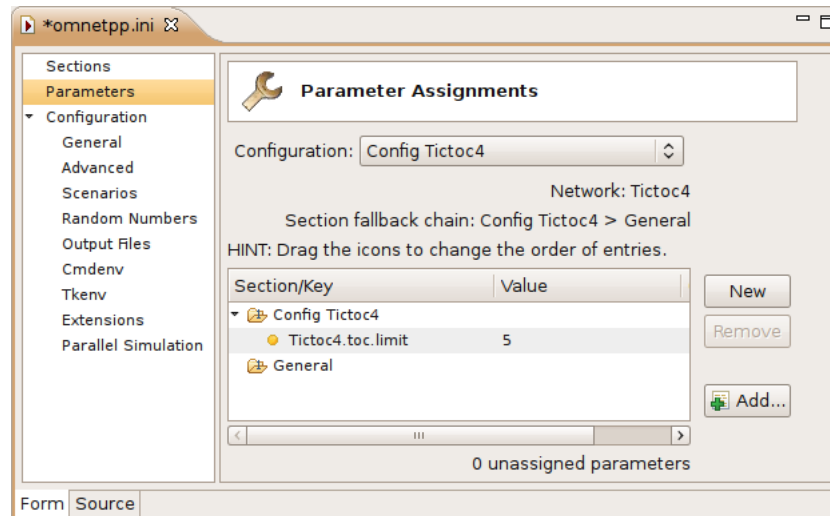 *omnetpp.ini
Sections
Parameters
Configuration
General
Advanced
Scenarios
Random Numbers
Output Files
Cmdenv
Tkenv
Extensions
Parallel Simulation
Parameter Assignments
Configuration: Config Tictoc4
Network: Tictoc4
Section fallback chain: Config Tictoc4 > General
HINT: Drag the icons to change the order of entries.
Section/Key Value
Config Tictoc4
Tictoc4.toc.limit 5
General
New
Remove
Add...
0 unassigned parameters
Form Source